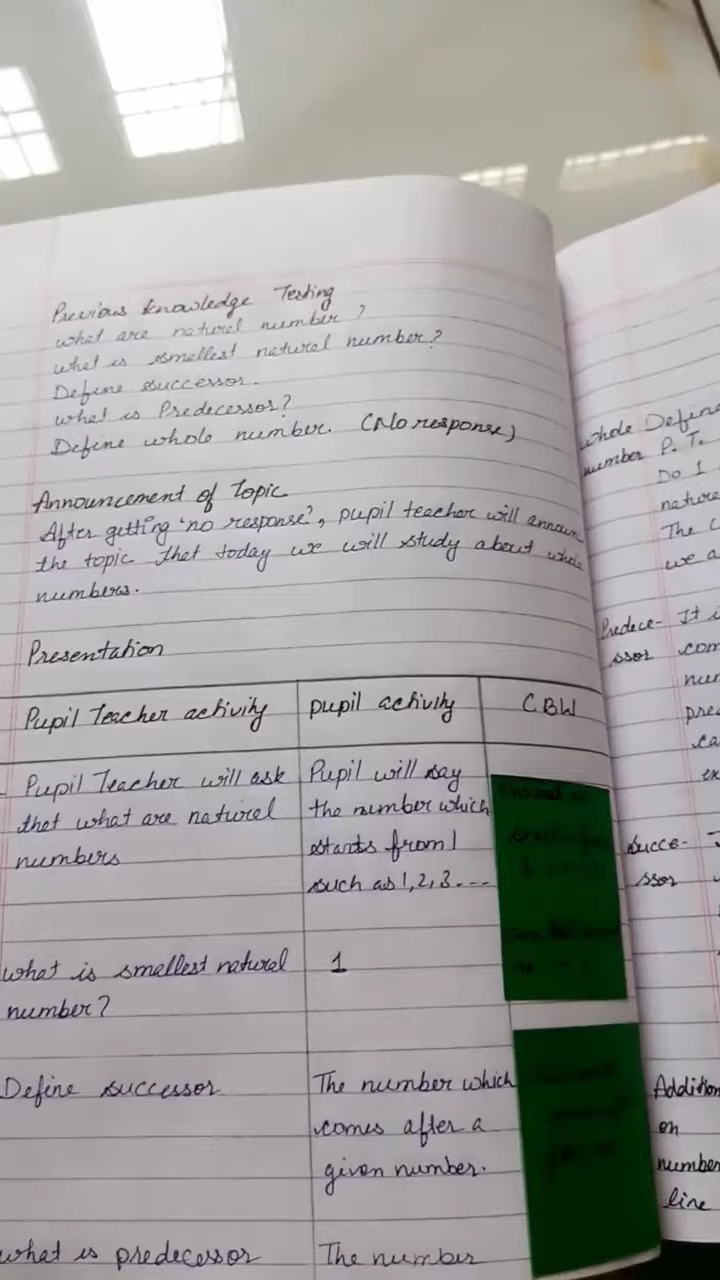 Previous knowledge Testing
what are natural number ?
what is smallest natural number?
Define successor.
what is Predecessor?
Define whole number. (No response)
Announcement of Topic
After getting 'no response', pupil teacher will announ
the topic that today we will study about whole
numbers.
Presentation
Pupil Teacher activity pupil activity CBW
Pupil Teacher will ask Pupil will say
that what are natural the number which
numbers starts from 1
such as 1, 2, 3 ---
what is smallest natural 1
number?
Define successor The number which
comes after a
given number.
what is predecessor The number
whole Define
number P. T.
Do 1
nature
The
we a
Predece- It i
ssor com
num
pred
ca
ex
succe-
ssor
Addition
on
number
line